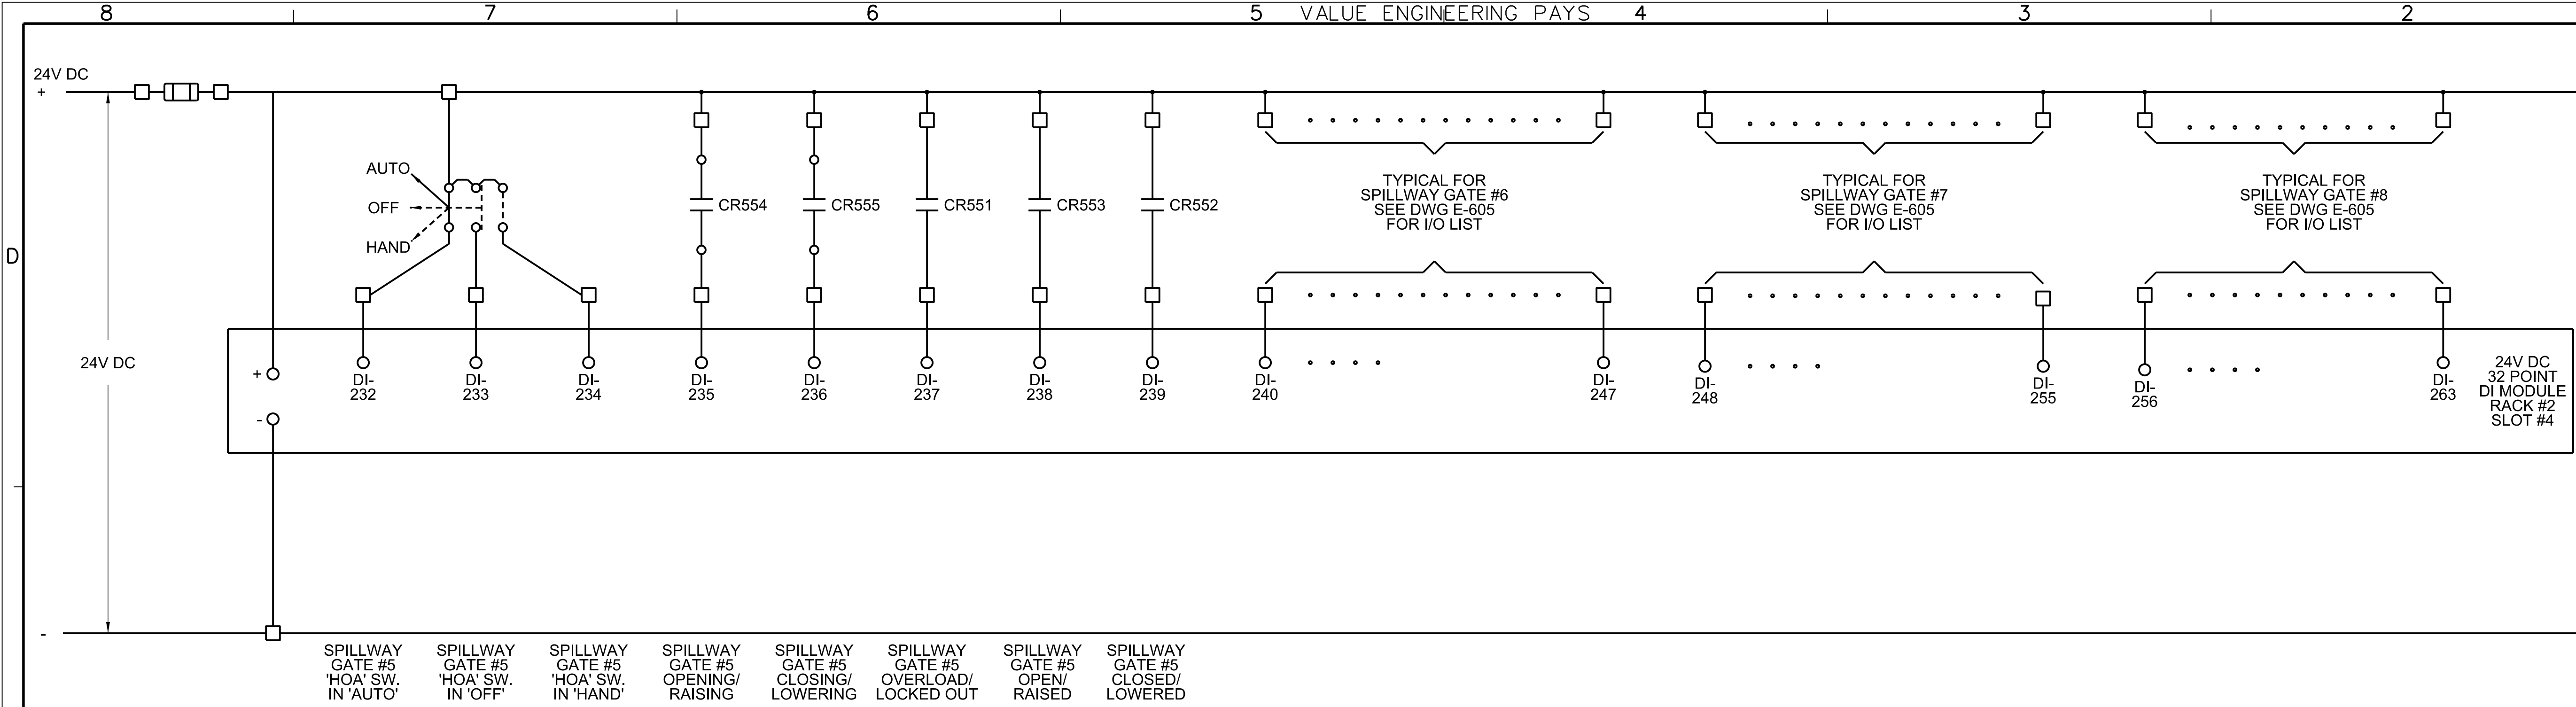 8 7 6 5 VALUE ENGINEERING PAYS 4 3 2
24V DC
+
AUTO
OFF
HAND
CR554
CR555
CR551
CR553
CR552
TYPICAL FOR
SPILLWAY GATE #6
SEE DWG E-605
FOR I/O LIST
TYPICAL FOR
SPILLWAY GATE #7
SEE DWG E-605
FOR I/O LIST
TYPICAL FOR
SPILLWAY GATE #8
SEE DWG E-605
FOR I/O LIST
D
24V DC
+
-
DI-
232
DI-
233
DI-
234
DI-
235
DI-
236
DI-
237
DI-
238
DI-
239
DI-
240
DI-
247
DI-
248
DI-
255
DI-
256
DI-
263
24V DC
32 POINT
DI MODULE
RACK #2
SLOT #4
-
SPILLWAY
GATE #5
'HOA' SW.
IN 'AUTO'
SPILLWAY
GATE #5
'HOA' SW.
IN 'OFF'
SPILLWAY
GATE #5
'HOA' SW.
IN 'HAND'
SPILLWAY
GATE #5
OPENING/
RAISING
SPILLWAY
GATE #5
CLOSING/
LOWERING
SPILLWAY
GATE #5
OVERLOAD/
LOCKED OUT
SPILLWAY
GATE #5
OPEN/
RAISED
SPILLWAY
GATE #5
CLOSED/
LOWERED